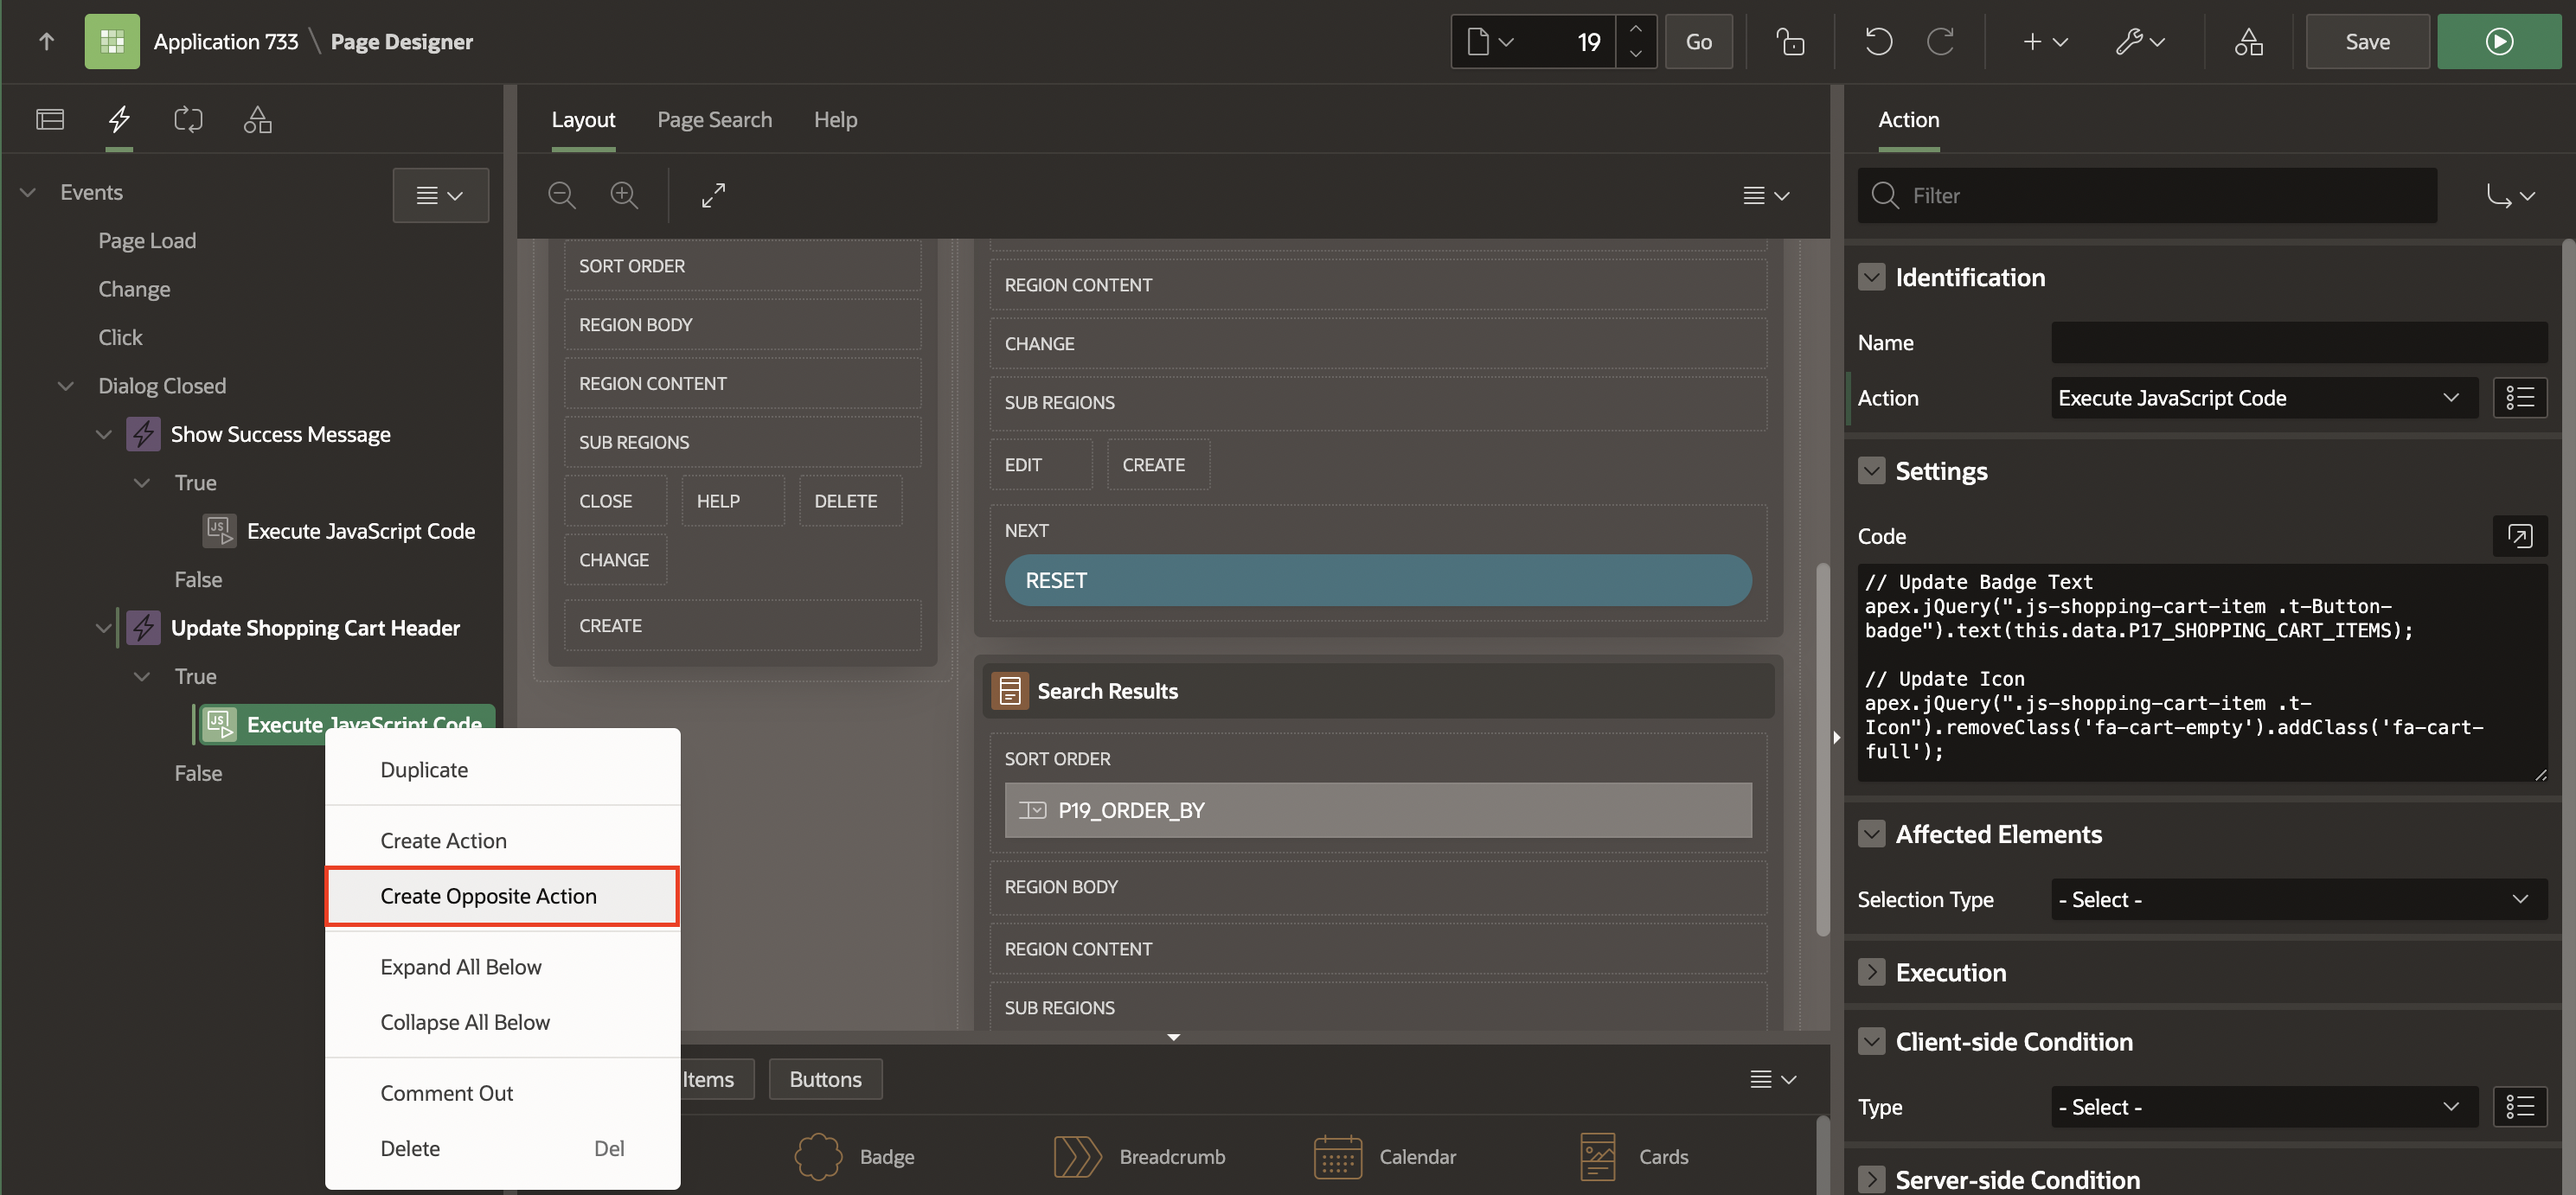 Application 733 \ Page Designer
19
Go
Save
Layout
Page Search
Help
Action
Events
Page Load
Change
Click
Dialog Closed
Show Success Message
True
Execute JavaScript Code
False
Update Shopping Cart Header
True
Execute JavaScript Code
False
Duplicate
Create Action
Create Opposite Action
Expand All Below
Collapse All Below
Comment Out
Delete Del
SORT ORDER
REGION BODY
REGION CONTENT
SUB REGIONS
CLOSE
HELP
DELETE
CHANGE
CREATE
REGION CONTENT
CHANGE
SUB REGIONS
EDIT
CREATE
NEXT
RESET
Search Results
SORT ORDER
P19_ORDER_BY
REGION BODY
REGION CONTENT
SUB REGIONS
Items
Buttons
Badge
Breadcrumb
Calendar
Cards
Filter
Identification
Name
Action
Execute JavaScript Code
Settings
Code
// Update Badge Text
apex.jQuery(".js-shopping-cart-item .t-Button-
badge").text(this.data.P17_SHOPPING_CART_ITEMS);
// Update Icon
apex.jQuery(".js-shopping-cart-item .t-
Icon").removeClass('fa-cart-empty').addClass('fa-cart-
full');
Affected Elements
Selection Type
- Select -
Execution
Client-side Condition
Type
- Select -
Server-side Condition